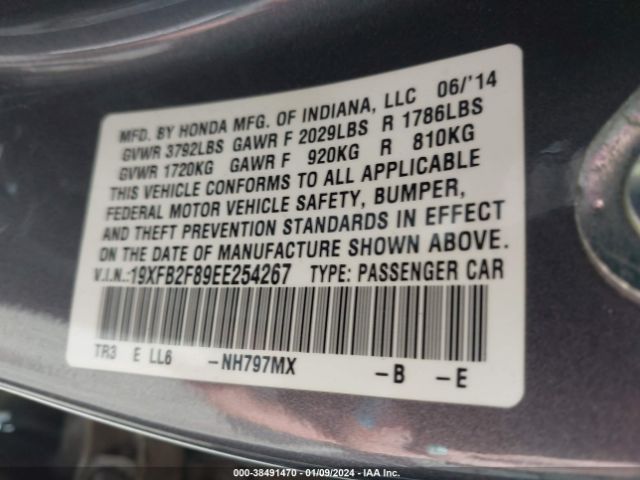 MFD. BY HONDA MFG. OF INDIANA, LLC 06/'14
GVWR 3792LBS GAWR F 2029LBS R 1786LBS
GVWR 1720KG GAWR F 920KG R 810KG
THIS VEHICLE CONFORMS TO ALL APPLICABLE
FEDERAL MOTOR VEHICLE SAFETY, BUMPER,
AND THEFT PREVENTION STANDARDS IN EFFECT
ON THE DATE OF MANUFACTURE SHOWN ABOVE.
V.I.N.:19XFB2F89EE254267 TYPE: PASSENGER CAR
TR3 E LL6 -NH797MX -B -E
000-38491470 - 01/09/2024 - IAA Inc.